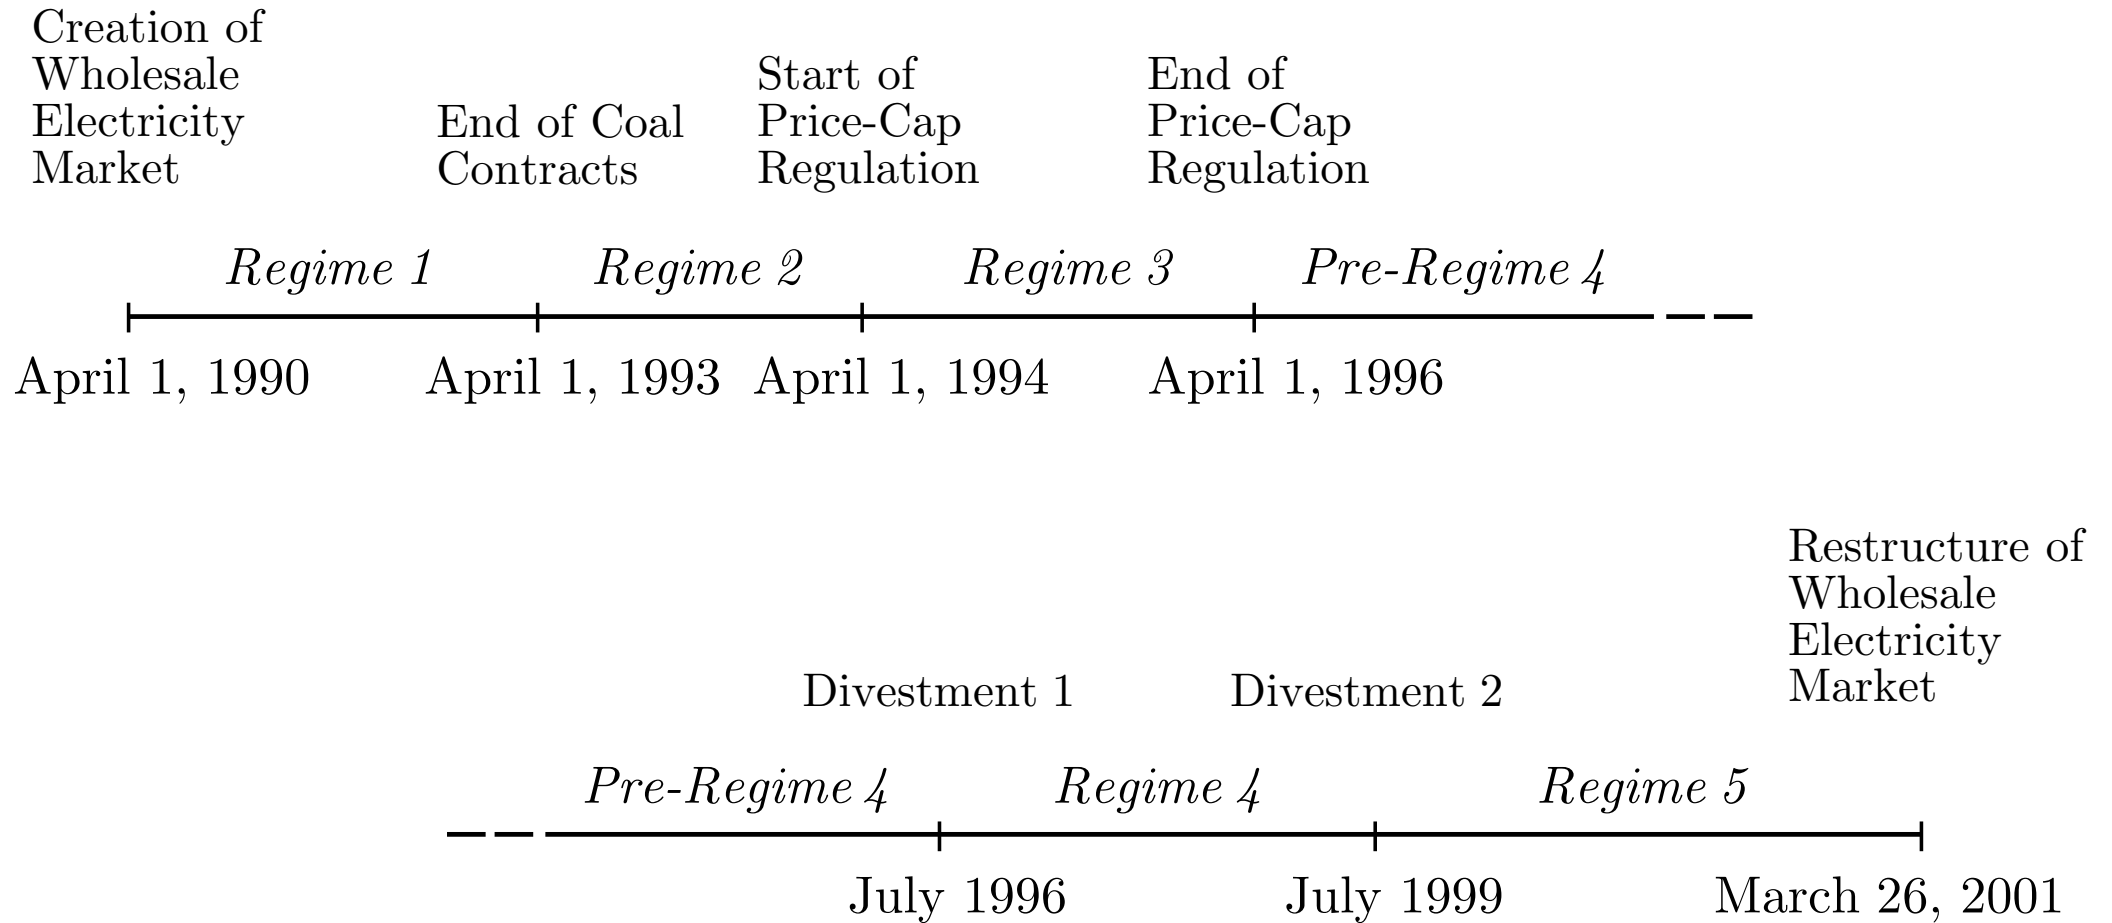 Creation of
Wholesale
Electricity
Market
End of Coal
Contracts
Start of
Price-Cap
Regulation
End of
Price-Cap
Regulation
Regime 1
Regime 2
Regime 3
Pre-Regime 4
April 1, 1990
April 1, 1993
April 1, 1994
April 1, 1996
Divestment 1
Divestment 2
Restructure of
Wholesale
Electricity
Market
Pre-Regime 4
Regime 4
Regime 5
July 1996
July 1999
March 26, 2001